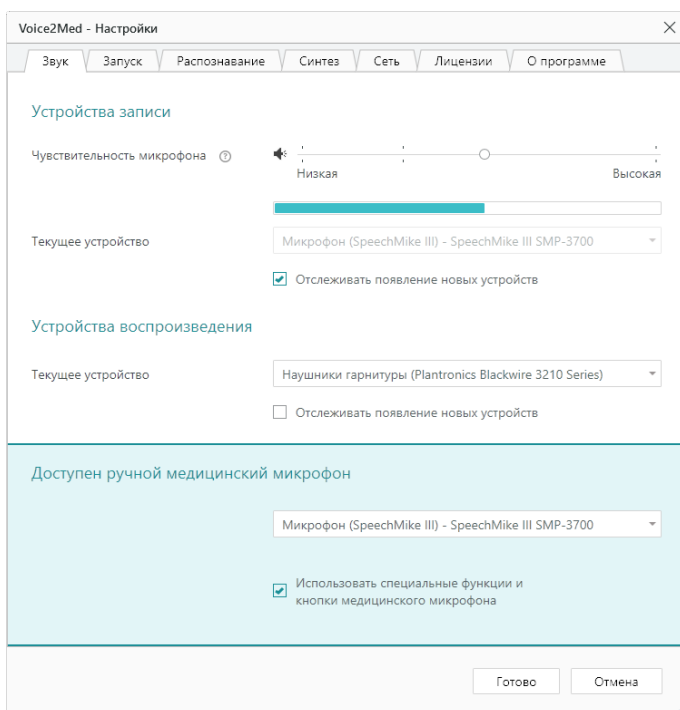 Voice2Med - Настройки
Звук Запуск Распознавание Синтез Сеть Лицензии О программе
Устройства записи
Чувствительность микрофона ?
Низкая Высокая
Текущее устройство Микрофон (SpeechMike III) - SpeechMike III SMP-3700
Отслеживать появление новых устройств
Устройства воспроизведения
Текущее устройство Наушники гарнитуры (Plantronics Blackwire 3210 Series)
Отслеживать появление новых устройств
Доступен ручной медицинский микрофон
Микрофон (SpeechMike III) - SpeechMike III SMP-3700
Использовать специальные функции и
кнопки медицинского микрофона
Готово Отмена